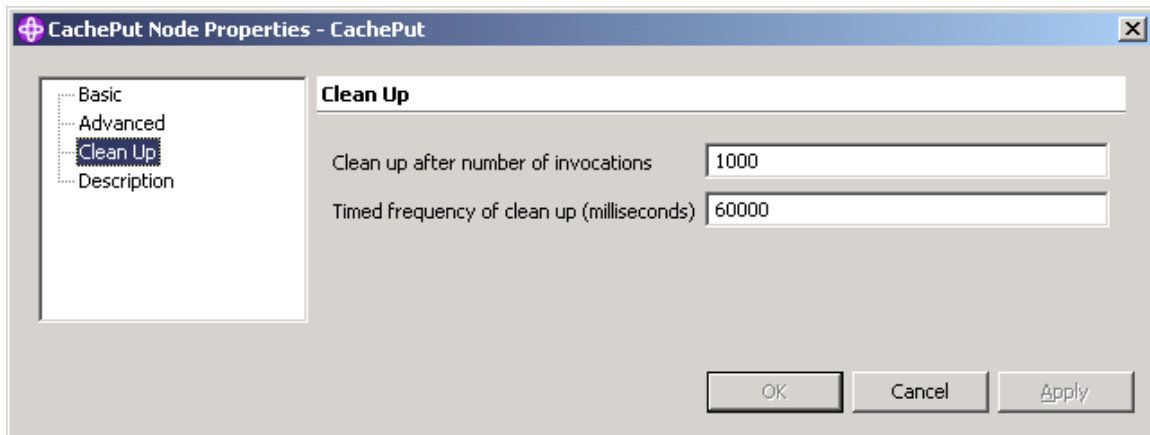 CachePut Node Properties - CachePut
Basic
Advanced
Clean Up
Description
Clean Up
Clean up after number of invocations 1000
Timed frequency of clean up (milliseconds) 60000
OK Cancel Apply